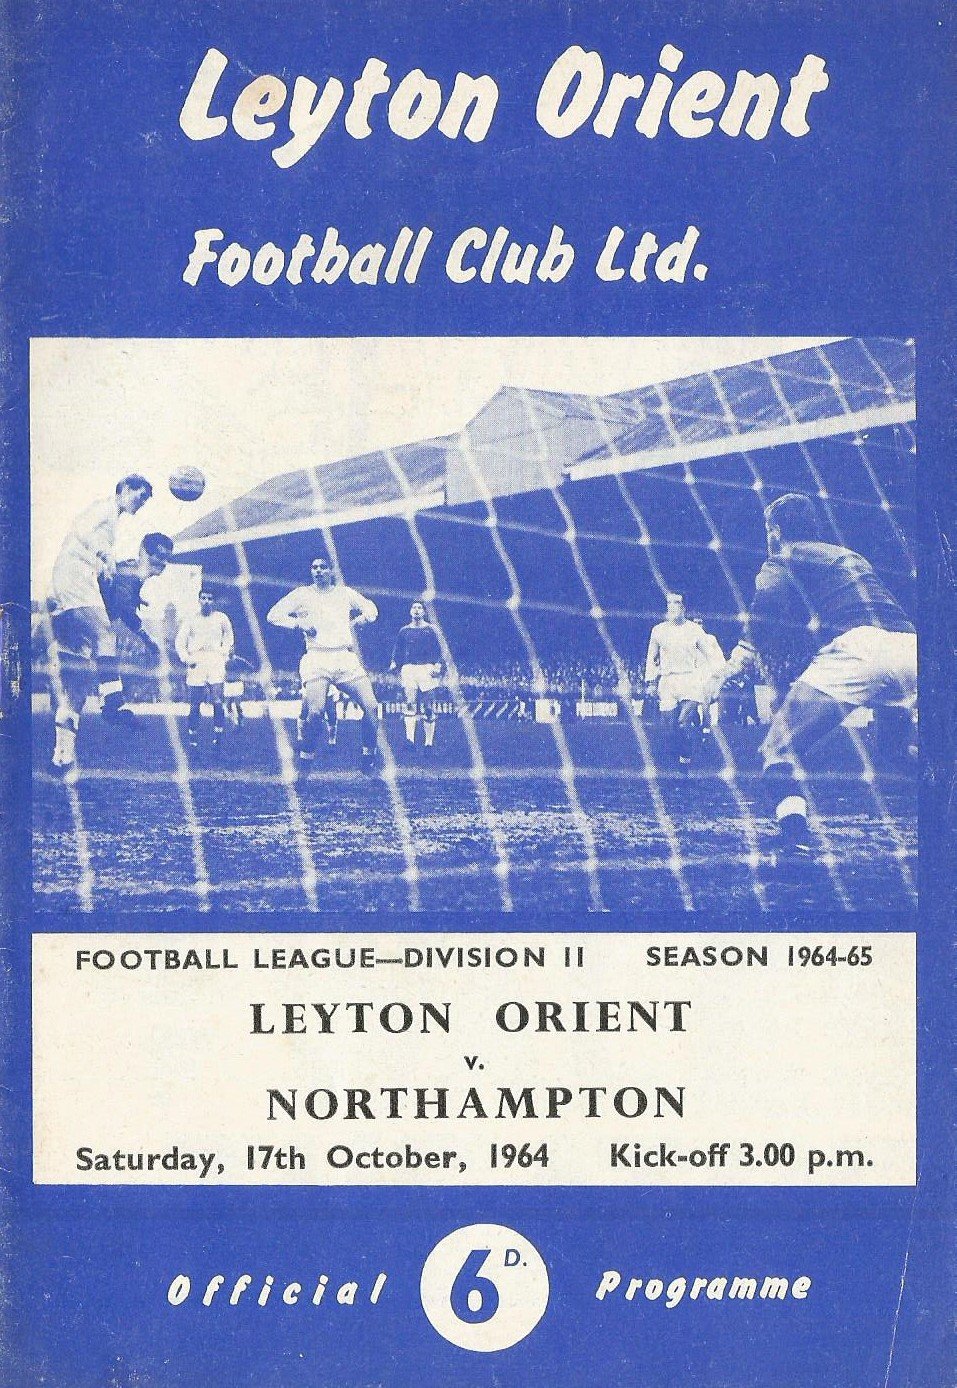 Leyton Orient
Football Club Ltd.
FOOTBALL LEAGUE—DIVISION II SEASON 1964-65
LEYTON ORIENT
v.
NORTHAMPTON
Saturday, 17th October, 1964 Kick-off 3.00 p.m.
Official 6D. Programme